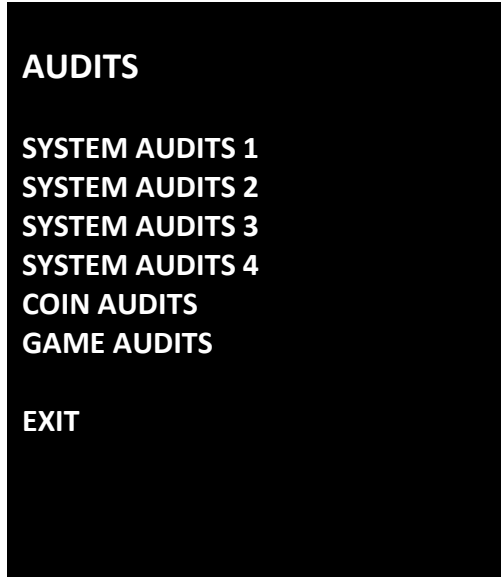 AUDITS
SYSTEM AUDITS 1
SYSTEM AUDITS 2
SYSTEM AUDITS 3
SYSTEM AUDITS 4
COIN AUDITS
GAME AUDITS
EXIT